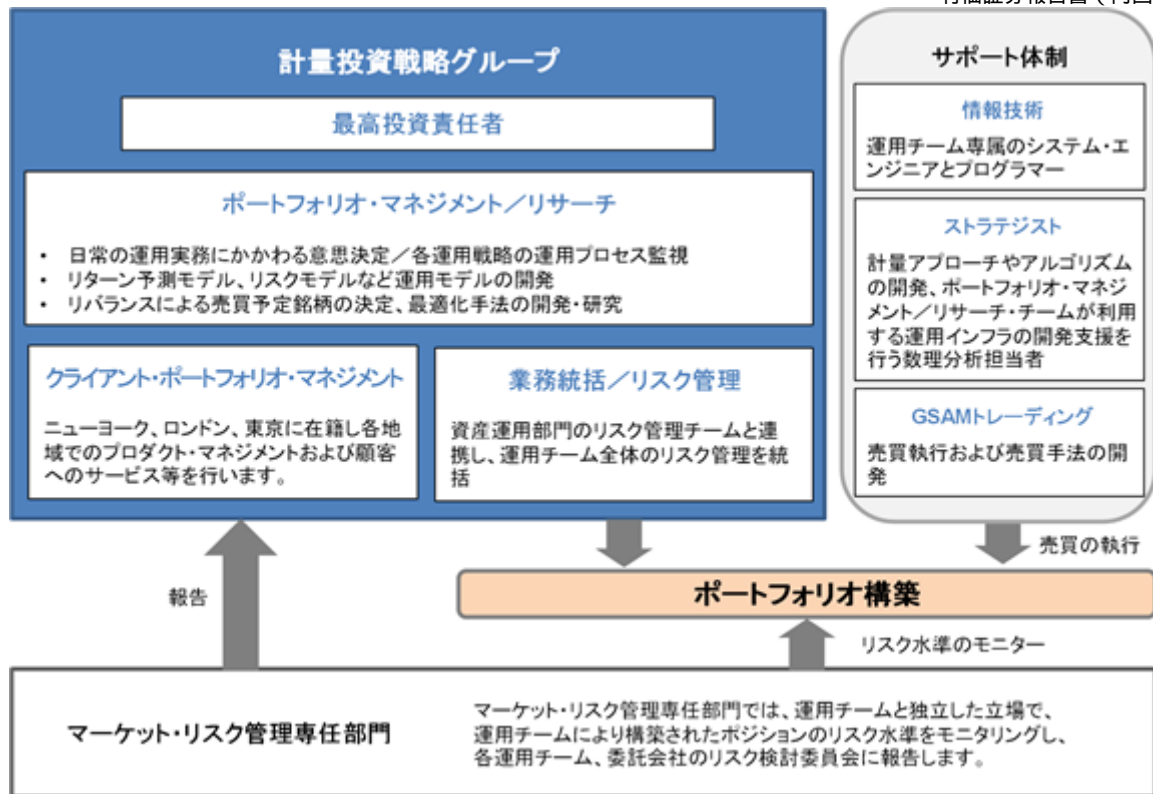 計量投資戦略グループ
最高投資責任者
ポートフォリオ・マネジメント／リサーチ
• 日常の運用実務にかかわる意思決定／各運用戦略の運用プロセス監視
• リターン予測モデル、リスクモデルなど運用モデルの開発
• リバランスによる売買予定銘柄の決定、最適化手法の開発・研究
クライアント・ポートフォリオ・マネジメント
ニューヨーク、ロンドン、東京に在籍し各地
域でのプロダクト・マネジメントおよび顧客
へのサービス等を行います。
業務統括／リスク管理
資産運用部門のリスク管理チームと連
携し、運用チーム全体のリスク管理を統
括
サポート体制
情報技術
運用チーム専属のシステム・エ
ンジニアとプログラマー
ストラテジスト
計量アプローチやアルゴリズム
の開発、ポートフォリオ・マネジ
メント／リサーチ・チームが利用
する運用インフラの開発支援を
行う数理分析担当者
GSAMトレーディング
売買執行および売買手法の開
発
売買の執行
報告
ポートフォリオ構築
リスク水準のモニター
マーケット・リスク管理専任部門
マーケット・リスク管理専任部門では、運用チームと独立した立場で、
運用チームにより構築されたポジションのリスク水準をモニタリングし、
各運用チーム、委託会社のリスク検討委員会に報告します。